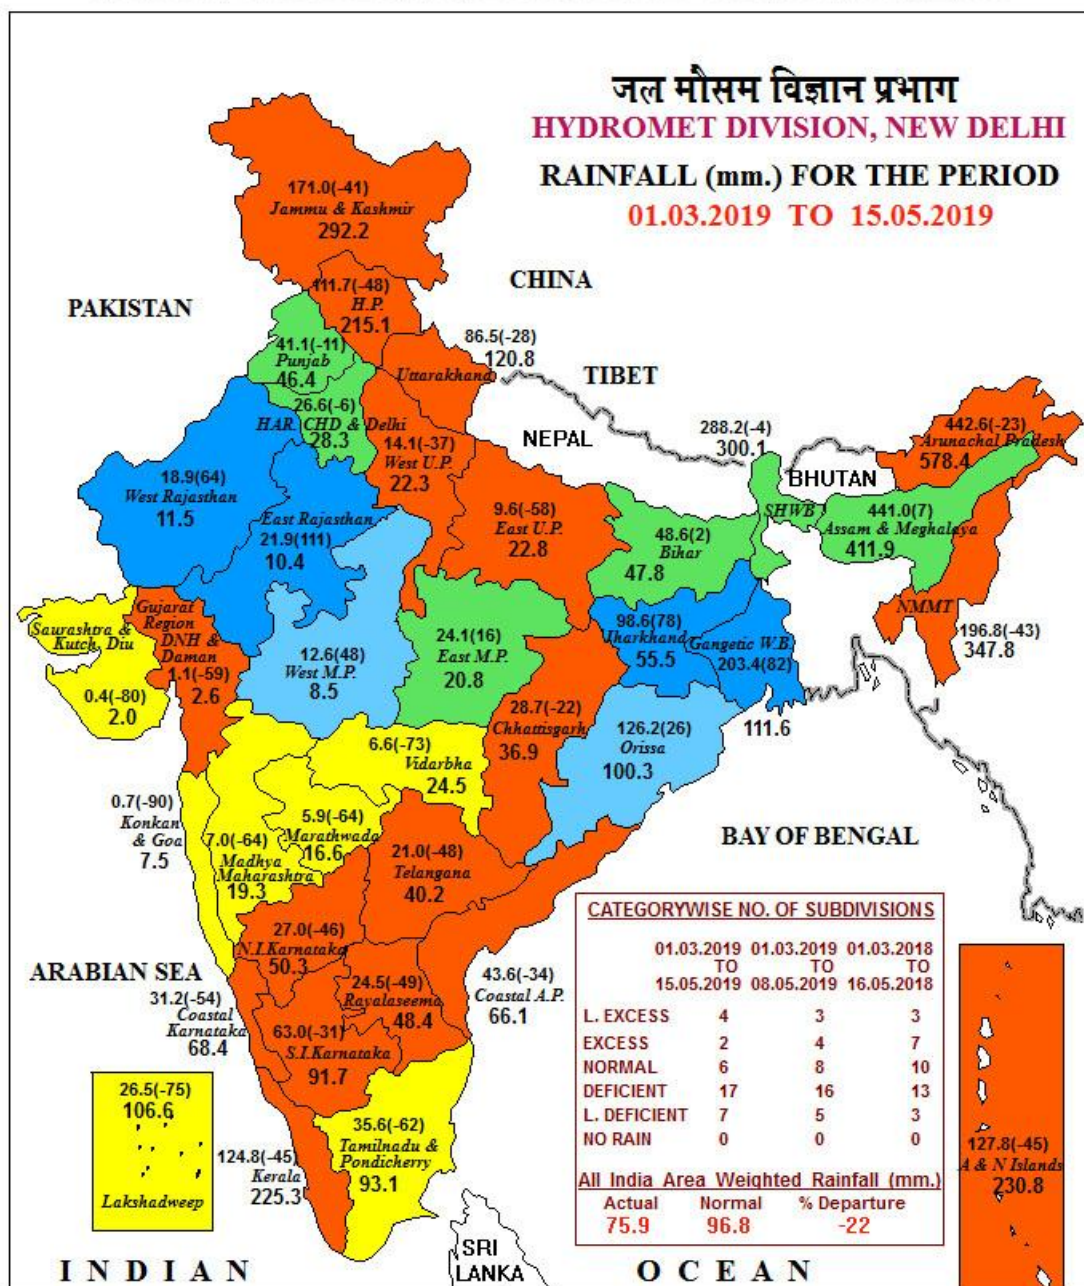 जल मौसम विज्ञान प्रभाग
HYDROMET DIVISION, NEW DELHI
RAINFALL (mm.) FOR THE PERIOD
01.03.2019 TO 15.05.2019
171.0(-41)
Jammu & Kashmir
292.2
CHINA
111.7(-48)
H.P.
215.1
PAKISTAN
41.1(-11)
Punjab
46.4
86.5(-28)
120.8
Uttarakhand
TIBET
26.6(-6)
HAR. CHD & Delhi
28.3
14.1(-37)
West U.P.
22.3
NEPAL
288.2(-4)
300.1
SHWB
BHUTAN
442.6(-23)
Arunachal Pradesh
578.4
18.9(64)
West Rajasthan
11.5
East Rajasthan
21.9(111)
10.4
9.6(-58)
East U.P.
22.8
48.6(2)
Bihar
47.8
441.0(7)
Assam & Meghalaya
411.9
NMMT
196.8(-43)
347.8
Saurashtra &
Kutch, Diu
0.4(-80)
2.0
Gujarat
Region
DNH &
Daman
1.1(-59)
2.6
12.6(48)
West M.P.
8.5
24.1(16)
East M.P.
20.8
98.6(78)
Jharkhand
55.5
Gangetic W.B.
203.4(82)
111.6
28.7(-22)
Chhattisgarh
36.9
126.2(26)
Orissa
100.3
6.6(-73)
Vidarbha
24.5
0.7(-90)
Konkan
& Goa
7.5
7.0(-64)
Madhya
Maharashtra
19.3
5.9(-64)
Marathwada
16.6
21.0(-48)
Telangana
40.2
BAY OF BENGAL
27.0(-46)
N.I.Karnataka
50.3
ARABIAN SEA
31.2(-54)
Coastal
Karnataka
68.4
24.5(-49)
Rayalaseema
48.4
43.6(-34)
Coastal A.P.
66.1
63.0(-31)
S.I.Karnataka
91.7
26.5(-75)
106.6
Lakshadweep
124.8(-45)
Kerala
225.3
35.6(-62)
Tamilnadu &
Pondicherry
93.1
CATEGORYWISE NO. OF SUBDIVISIONS
01.03.2019 01.03.2019 01.03.2018
TO TO TO
15.05.2019 08.05.2019 16.05.2018
L. EXCESS 4 3 3
EXCESS 2 4 7
NORMAL 6 8 10
DEFICIENT 17 16 13
L. DEFICIENT 7 5 3
NO RAIN 0 0 0
All India Area Weighted Rainfall (mm.)
Actual Normal % Departure
75.9 96.8 -22
127.8(-45)
A & N Islands
230.8
SRI
LANKA
INDIAN OCEAN